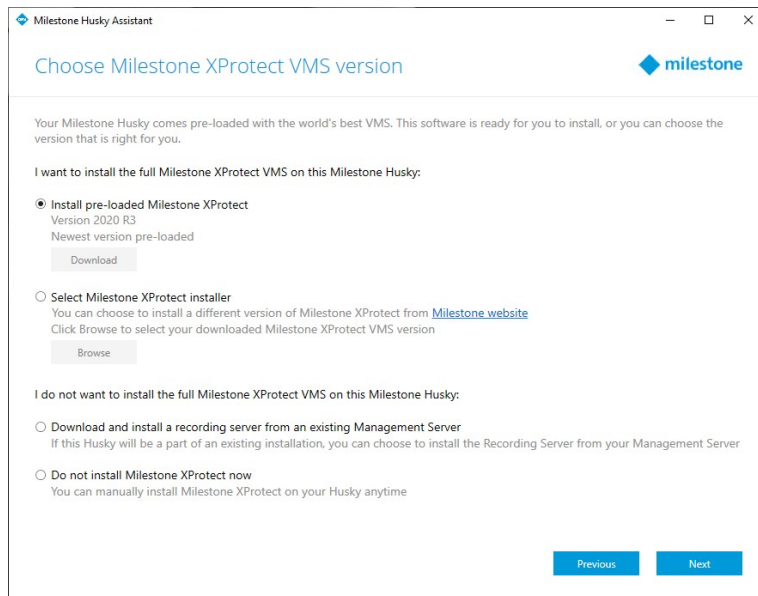 Milestone Husky Assistant
Choose Milestone XProtect VMS version
milestone
Your Milestone Husky comes pre-loaded with the world's best VMS. This software is ready for you to install, or you can choose the
version that is right for you.
I want to install the full Milestone XProtect VMS on this Milestone Husky:
Install pre-loaded Milestone XProtect
Version 2020 R3
Newest version pre-loaded
Download
Select Milestone XProtect installer
You can choose to install a different version of Milestone XProtect from Milestone website
Click Browse to select your downloaded Milestone XProtect VMS version
Browse
I do not want to install the full Milestone XProtect VMS on this Milestone Husky:
Download and install a recording server from an existing Management Server
If this Husky will be a part of an existing installation, you can choose to install the Recording Server from your Management Server
Do not install Milestone XProtect now
You can manually install Milestone XProtect on your Husky anytime
Previous
Next